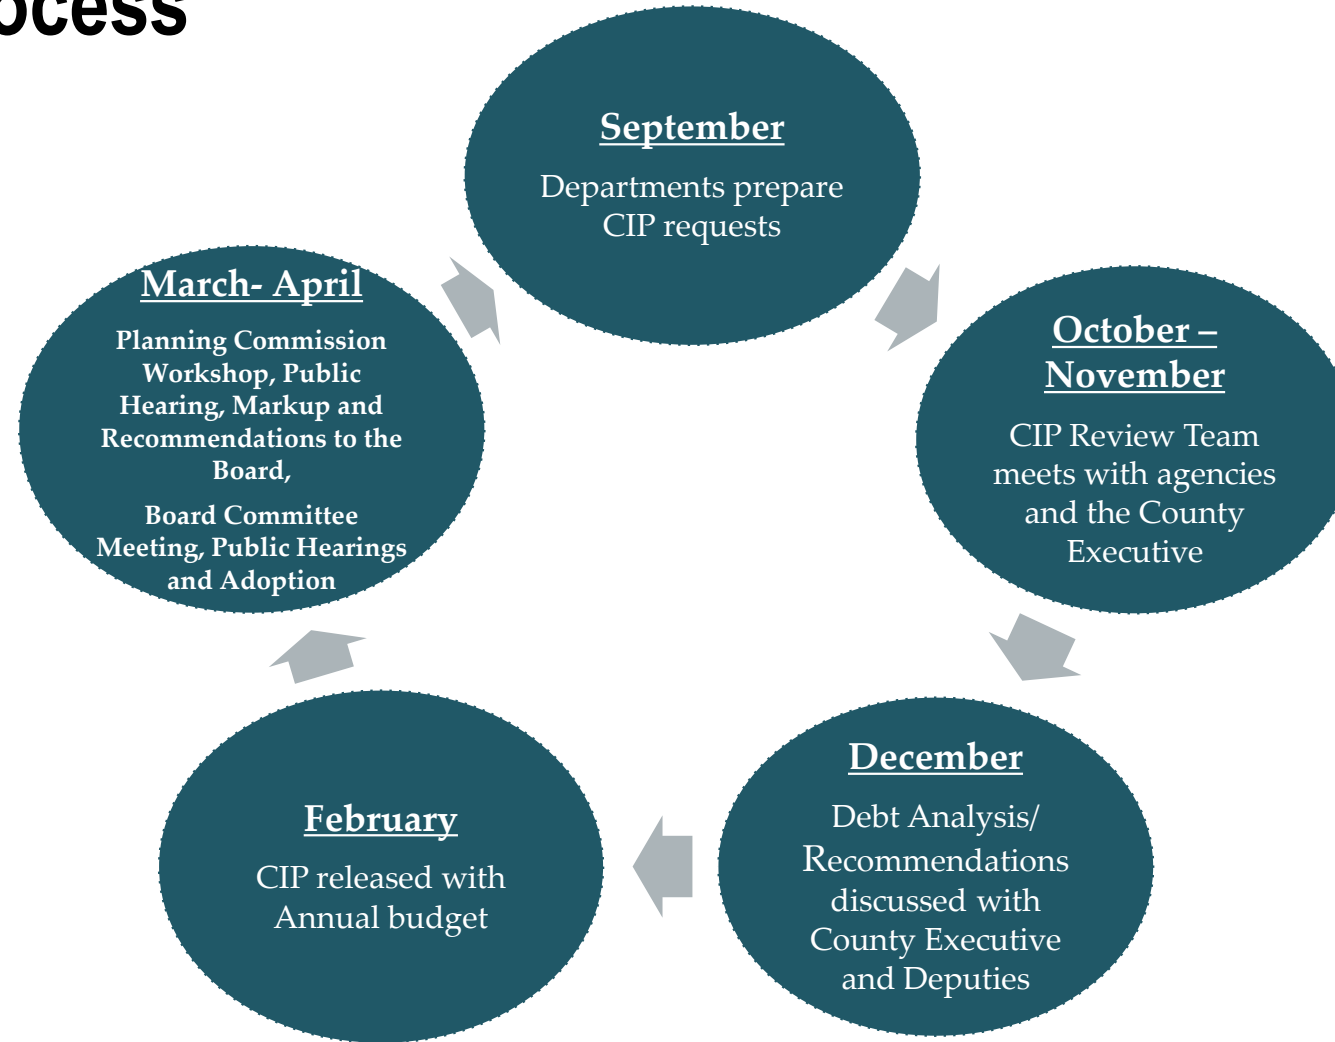 September
Departments prepare
CIP requests
October –
November
CIP Review Team
meets with agencies
and the County
Executive
December
Debt Analysis/
Recommendations
discussed with
County Executive
and Deputies
February
CIP released with
Annual budget
March- April
Planning Commission
Workshop, Public
Hearing, Markup and
Recommendations to the
Board,
Board Committee
Meeting, Public Hearings
and Adoption